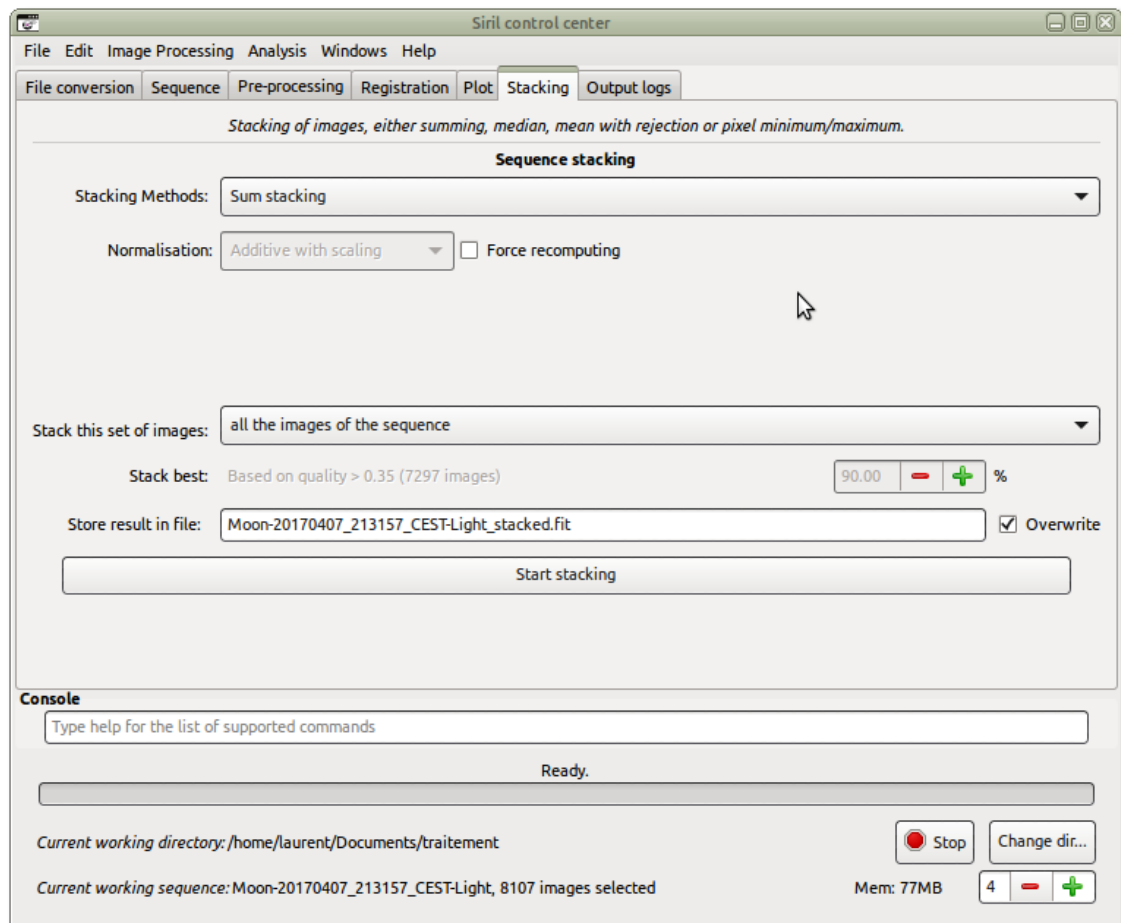 Siril control center
File Edit Image Processing Analysis Windows Help
File conversion Sequence Pre-processing Registration Plot Stacking Output logs
Stacking of images, either summing, median, mean with rejection or pixel minimum/maximum.
Sequence stacking
Stacking Methods: Sum stacking
Normalisation: Additive with scaling Force recomputing
Stack this set of images: all the images of the sequence
Stack best: Based on quality > 0.35 (7297 images) 90.00 %
Store result in file: Moon-20170407_213157_CEST-Light_stacked.fit Overwrite
Start stacking
Console
Type help for the list of supported commands
Ready.
Current working directory: /home/laurent/Documents/traitement Stop Change dir...
Current working sequence: Moon-20170407_213157_CEST-Light, 8107 images selected Mem: 77MB 4